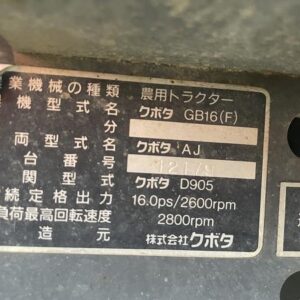 業機械の種類 農用トラクター
機型式名 クボタ GB16(F)
分
両型式名 クボタ AJ
台番号
関型式 クボタ D905
続定格出力 16.0ps/2600rpm
負荷最高回転速度 2800rpm
造元 株式会社クボタ